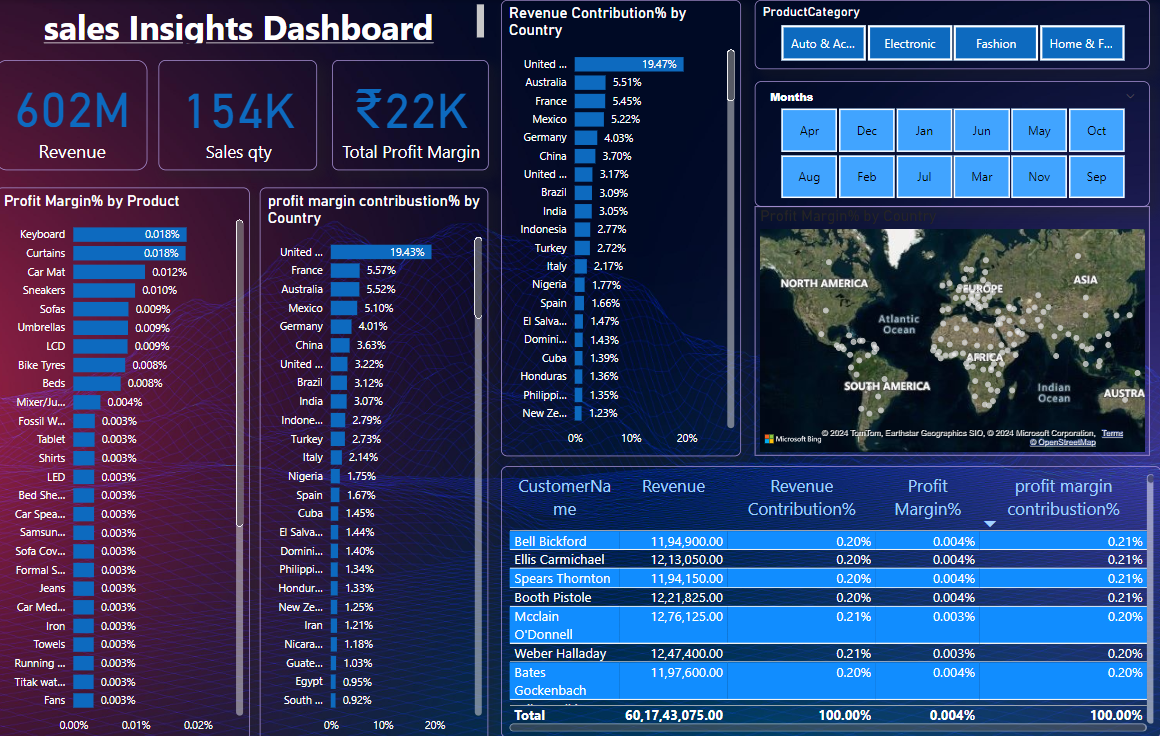 sales Insights Dashboard
602M
Revenue
154K
Sales qty
₹22K
Total Profit Margin
Profit Margin% by Product
Keyboard 0.018%
Curtains 0.018%
Car Mat 0.012%
Sneakers 0.010%
Sofas 0.009%
Umbrellas 0.009%
LCD 0.009%
Bike Tyres 0.008%
Beds 0.008%
Mixer/Ju... 0.004%
Fossil W... 0.003%
Tablet 0.003%
Shirts 0.003%
LED 0.003%
Bed She... 0.003%
Car Spea... 0.003%
Samsun... 0.003%
Sofa Cov... 0.003%
Formal S... 0.003%
Jeans 0.003%
Car Med... 0.003%
Iron 0.003%
Towels 0.003%
Running ... 0.003%
Titak wat... 0.003%
Fans 0.003%
0.00% 0.01% 0.02%
profit margin contribustion% by
Country
United ... 19.43%
France 5.57%
Australia 5.52%
Mexico 5.10%
Germany 4.01%
China 3.63%
United ... 3.22%
Brazil 3.12%
India 3.07%
Indone... 2.79%
Turkey 2.73%
Italy 2.14%
Nigeria 1.75%
Spain 1.67%
Cuba 1.45%
El Salva... 1.44%
Domini... 1.40%
Philippi... 1.34%
Hondur... 1.33%
New Ze... 1.25%
Iran 1.21%
Nicara... 1.18%
Guate... 1.03%
Egypt 0.95%
South ... 0.92%
0% 10% 20%
Revenue Contribution% by
Country
United ... 19.47%
Australia 5.51%
France 5.45%
Mexico 5.22%
Germany 4.03%
China 3.70%
United ... 3.17%
Brazil 3.09%
India 3.05%
Indonesia 2.77%
Turkey 2.72%
Italy 2.17%
Nigeria 1.77%
Spain 1.66%
El Salva... 1.47%
Domini... 1.43%
Cuba 1.39%
Honduras 1.36%
Philippi... 1.35%
New Ze... 1.23%
0% 10% 20%
ProductCategory
Auto & Ac... Electronic Fashion Home & F...
Months
Apr Dec Jan Jun May Oct
Aug Feb Jul Mar Nov Sep
Profit Margin% by Country
NORTH AMERICA
EUROPE
ASIA
Atlantic
Ocean
AFRICA
SOUTH AMERICA
Indian
Ocean
AUSTRA
Microsoft Bing
© 2024 TomTom, Earthstar Geographics SIO, © 2024 Microsoft Corporation, Terms
© OpenStreetMap
CustomerNa
me
Revenue
Revenue
Contribution%
Profit
Margin%
profit margin
contribustion%
Bell Bickford 11,94,900.00 0.20% 0.004% 0.21%
Ellis Carmichael 12,13,050.00 0.20% 0.004% 0.21%
Spears Thornton 11,94,150.00 0.20% 0.004% 0.21%
Booth Pistole 12,21,825.00 0.20% 0.004% 0.21%
Mcclain 12,76,125.00 0.21% 0.003% 0.20%
O'Donnell
Weber Halladay 12,47,400.00 0.21% 0.003% 0.20%
Bates 11,97,600.00 0.20% 0.004% 0.20%
Gockenbach
Total 60,17,43,075.00 100.00% 0.004% 100.00%